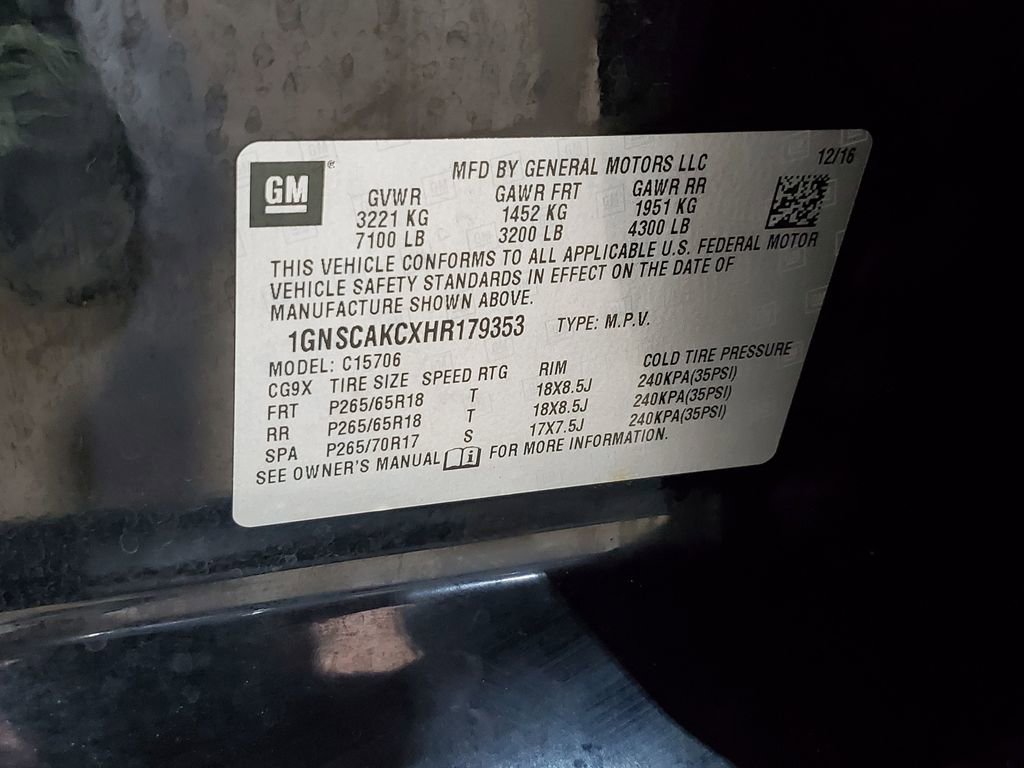 GM
®
MFD BY GENERAL MOTORS LLC 12/16
GVWR GAWR FRT GAWR RR
3221 KG 1452 KG 1951 KG
7100 LB 3200 LB 4300 LB
THIS VEHICLE CONFORMS TO ALL APPLICABLE U.S. FEDERAL MOTOR
VEHICLE SAFETY STANDARDS IN EFFECT ON THE DATE OF
MANUFACTURE SHOWN ABOVE.
1GNSCAKCXHR179353 TYPE: M.P.V.
MODEL: C15706
CG9X TIRE SIZE SPEED RTG RIM COLD TIRE PRESSURE
FRT P265/65R18 T 18X8.5J 240KPA(35PSI)
RR P265/65R18 T 18X8.5J 240KPA(35PSI)
SPA P265/70R17 S 17X7.5J 240KPA(35PSI)
SEE OWNER'S MANUAL i FOR MORE INFORMATION.